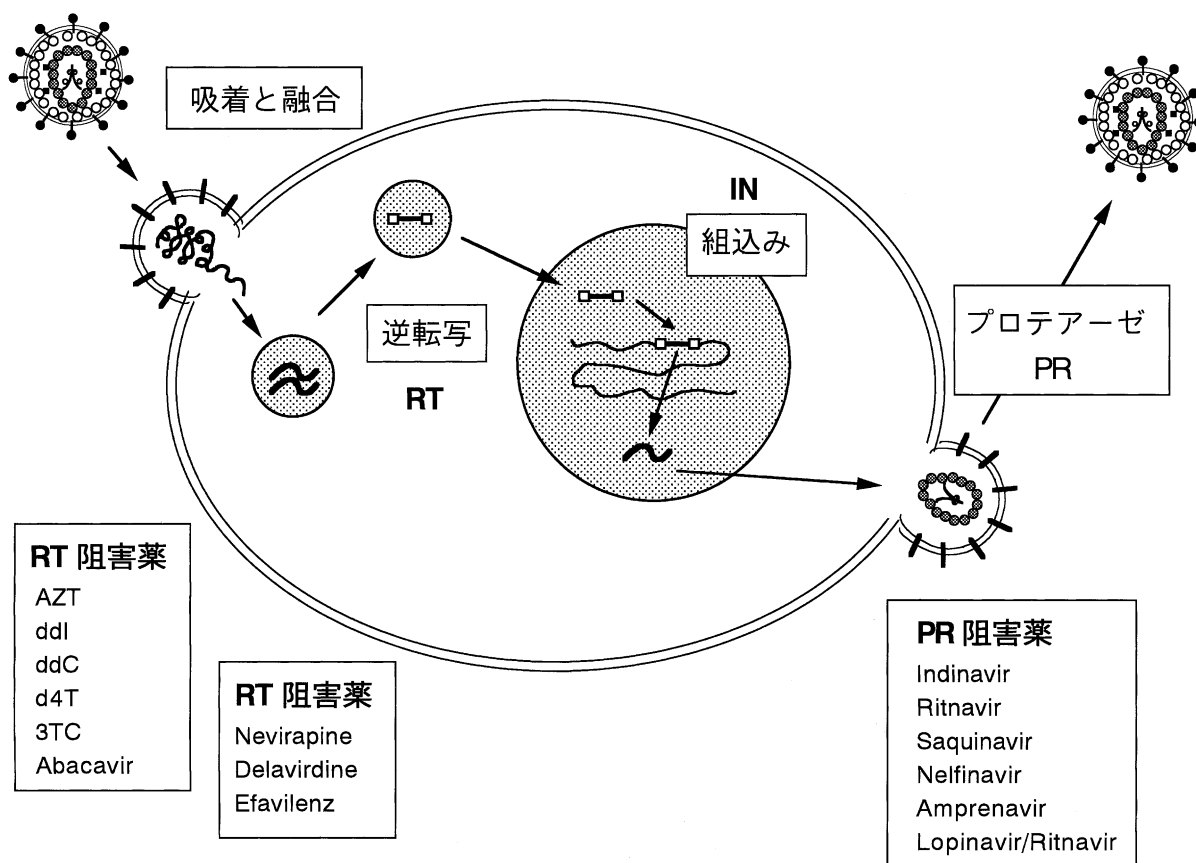 吸着と融合
IN
組込み
逆転写
RT
プロテアーゼ
PR
RT 阻害薬
AZT
ddI
ddC
d4T
3TC
Abacavir
RT 阻害薬
Nevirapine
Delavirdine
Efavilenz
PR 阻害薬
Indinavir
Ritnavir
Saquinavir
Nelfinavir
Amprenavir
Lopinavir/Ritnavir